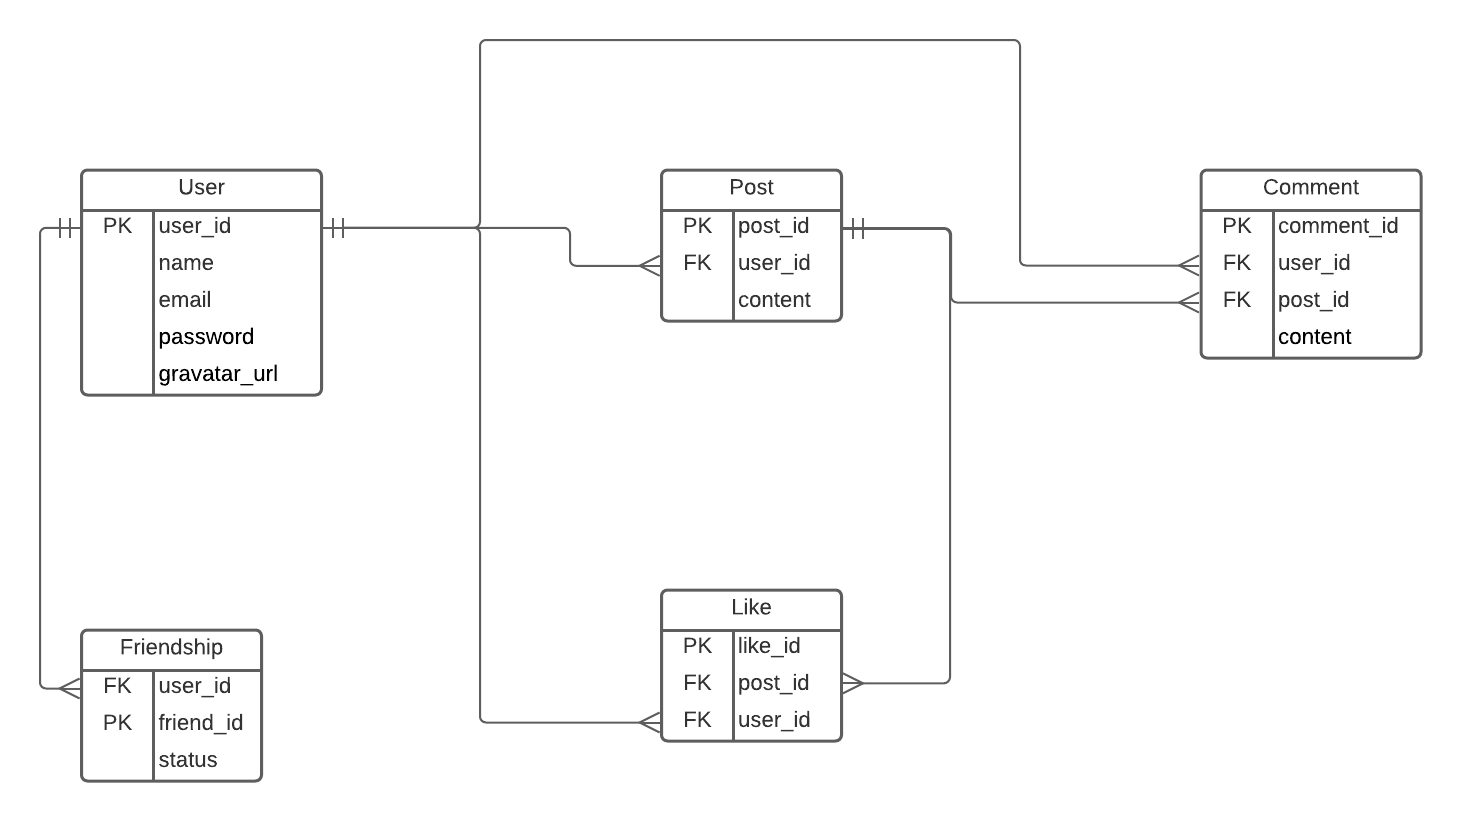 User
PK user_id
name
email
password
gravatar_url
Post
PK post_id
FK user_id
content
Comment
PK comment_id
FK user_id
FK post_id
content
Friendship
FK user_id
PK friend_id
status
Like
PK like_id
FK post_id
FK user_id